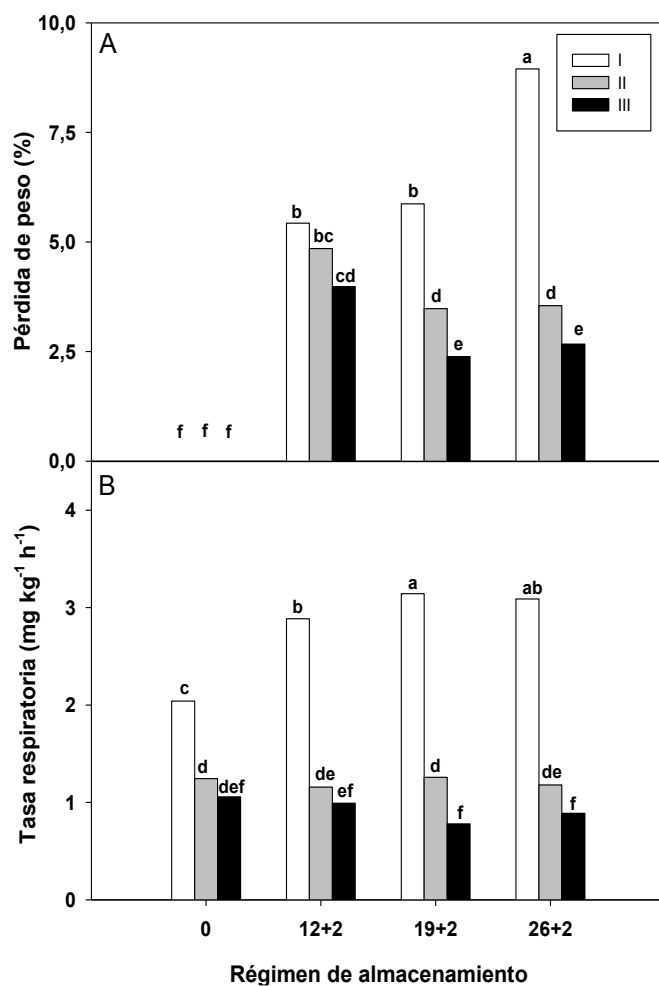 A
I
II
III
Pérdida de peso (%)
10,0
7,5
5,0
2,5
0,0
f f f
b bc cd
b d e
a d e
B
Tasa respiratoria (mg kg⁻¹ h⁻¹)
4
3
2
1
0
c d def
b de ef
a d f
ab de f
0 12+2 19+2 26+2
Régimen de almacenamiento